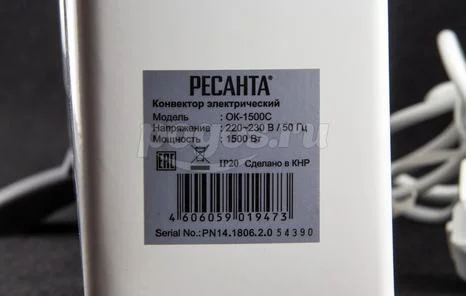 РЕСАНТА®
Конвектор электрический
Модель : ОК-1500С
Напряжение : 220~230 В / 50 Гц
Мощность : 1500 Вт
ЕАС IP20 Сделано в КНР
4 606059 019473
Serial No.: PN14.1806.2.0 54390